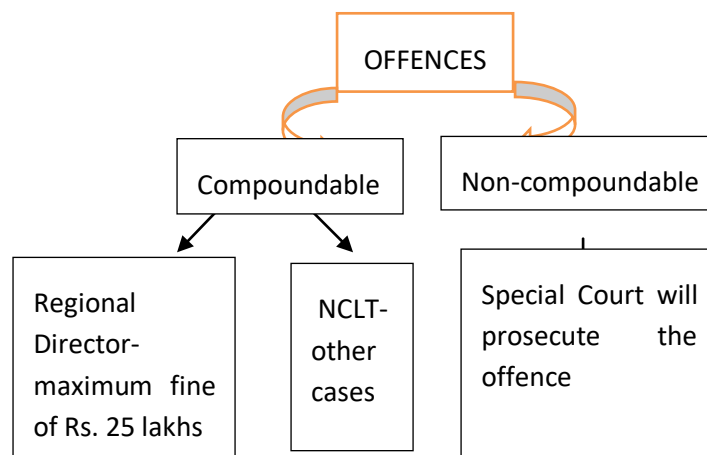 OFFENCES
Compoundable
Non-compoundable
Regional
Director-
maximum fine
of Rs. 25 lakhs
NCLT-
other
cases
Special Court will
prosecute the
offence